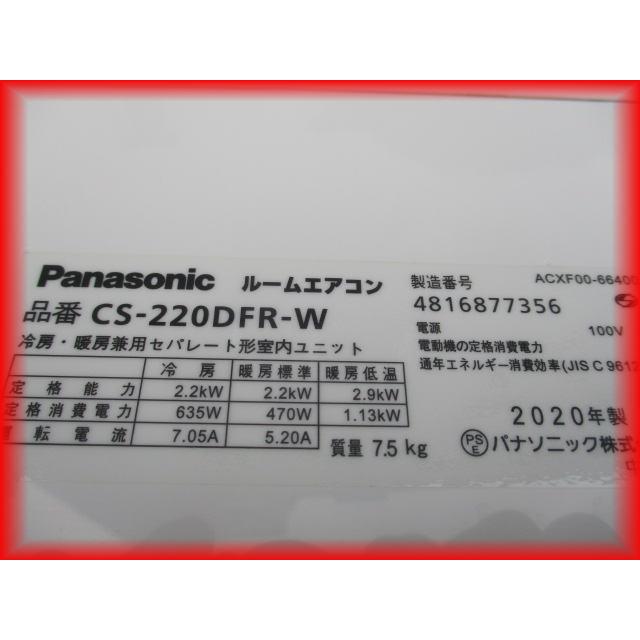 Panasonic ルームエアコン
品番 CS-220DFR-W
冷房・暖房兼用セパレート形室内ユニット
冷房 暖房標準 暖房低温
定格能力 2.2kW 2.2kW 2.9kW
定格消費電力 635W 470W 1.13kW
運転電流 7.05A 5.20A
質量 7.5 kg
製造番号 ACXF00-66400
4816877356
電源 100V
電動機の定格消費電力
通年エネルギー消費効率(JIS C 9612
2020年製
PS E パナソニック株式